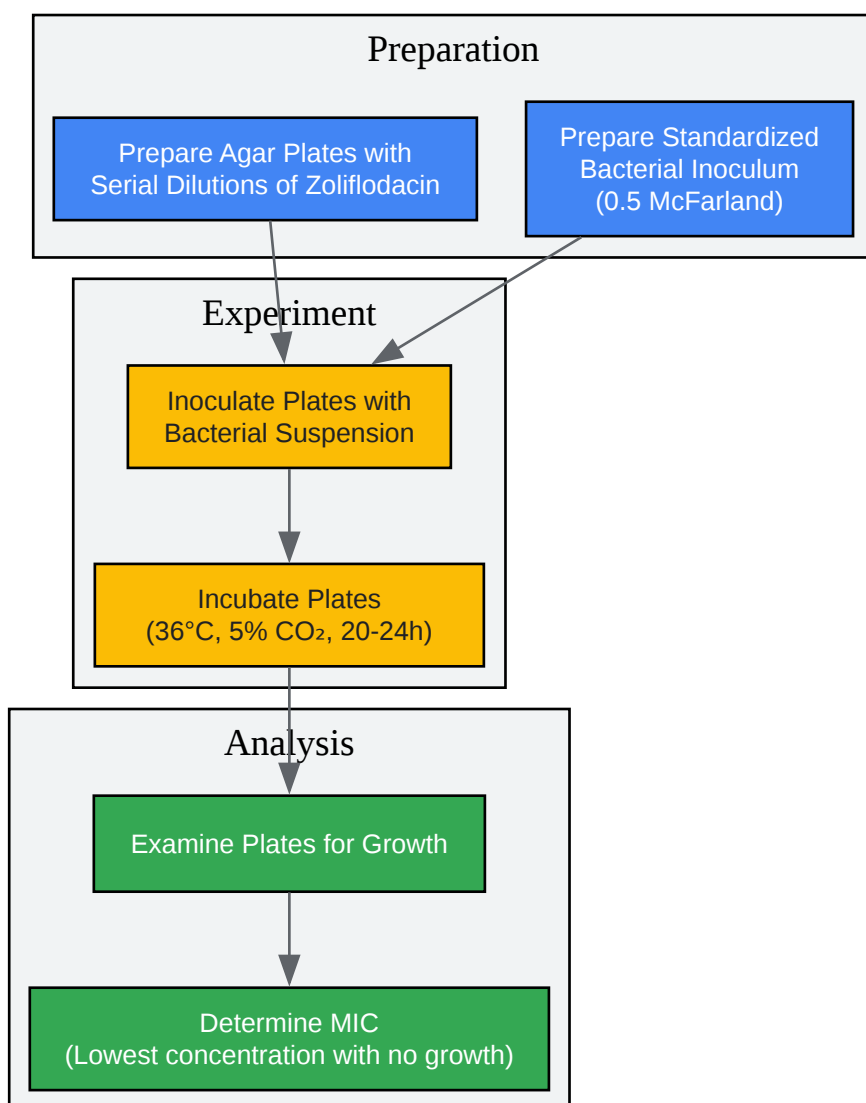 Preparation
Prepare Agar Plates with
Serial Dilutions of Zoliflodacin
Prepare Standardized
Bacterial Inoculum
(0.5 McFarland)
Experiment
Inoculate Plates with
Bacterial Suspension
Incubate Plates
(36°C, 5% CO₂, 20-24h)
Analysis
Examine Plates for Growth
Determine MIC
(Lowest concentration with no growth)